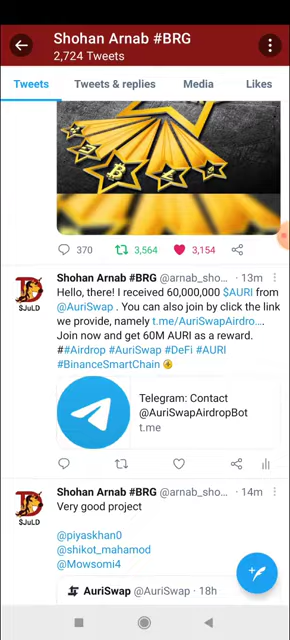 Shohan Arnab #BRG
2,724 Tweets
Tweets Tweets & replies Media Likes
370 3,564 3,154
Shohan Arnab #BRG @arnab_sho... · 13m
Hello, there! I received 60,000,000 $AURI from
@AuriSwap . You can also join by click the link
we provide, namely t.me/AuriSwapAirdro....
Join now and get 60M AURI as a reward.
##Airdrop #AuriSwap #DeFi #AURI
#BinanceSmartChain
Telegram: Contact
@AuriSwapAirdropBot
t.me
$JuLD
Shohan Arnab #BRG @arnab_sho... · 14m
Very good project
@piyaskhan0
@shikot_mahamod
@Mowsomi4
$JuLD
AuriSwap @AuriSwap · 18h